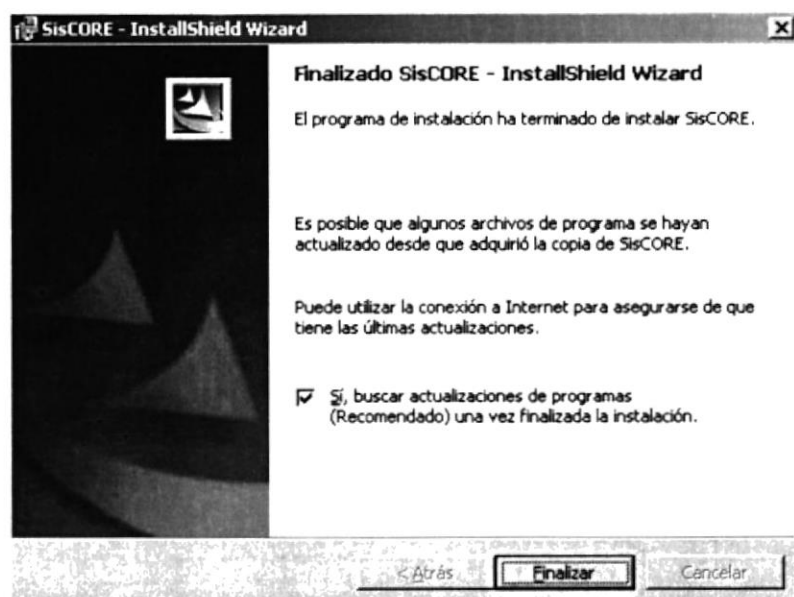 SisCORE - InstallShield Wizard
Finalizado SisCORE - InstallShield Wizard
El programa de instalación ha terminado de instalar SisCORE.
Es posible que algunos archivos de programa se hayan
actualizado desde que adquirió la copia de SisCORE.
Puede utilizar la conexión a Internet para asegurarse de que
tiene las últimas actualizaciones.
Sí, buscar actualizaciones de programas
(Recomendado) una vez finalizada la instalación.
< Atrás Finalizar Cancelar